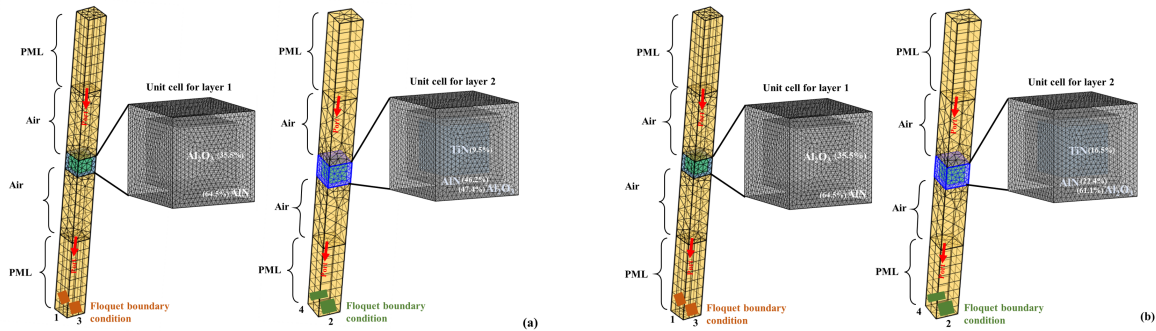 PML
Air
Air
PML
Unit cell for layer 1
Al₂O₃ (35.5%)
(64.5%) AlN
Floquet boundary
condition
1
3
PML
Air
Air
PML
Unit cell for layer 2
TiN (9.5%)
AlN (46.2%)
Floquet boundary
condition
4
2
(a)
PML
Air
Air
PML
Unit cell for layer 1
Al₂O₃ (35.5%)
(64.5%) AlN
Floquet boundary
condition
1
3
PML
Air
Air
PML
Unit cell for layer 2
TiN (16.5%)
AlN (22.4%)
(61.1%)
Floquet boundary
condition
4
2
(b)